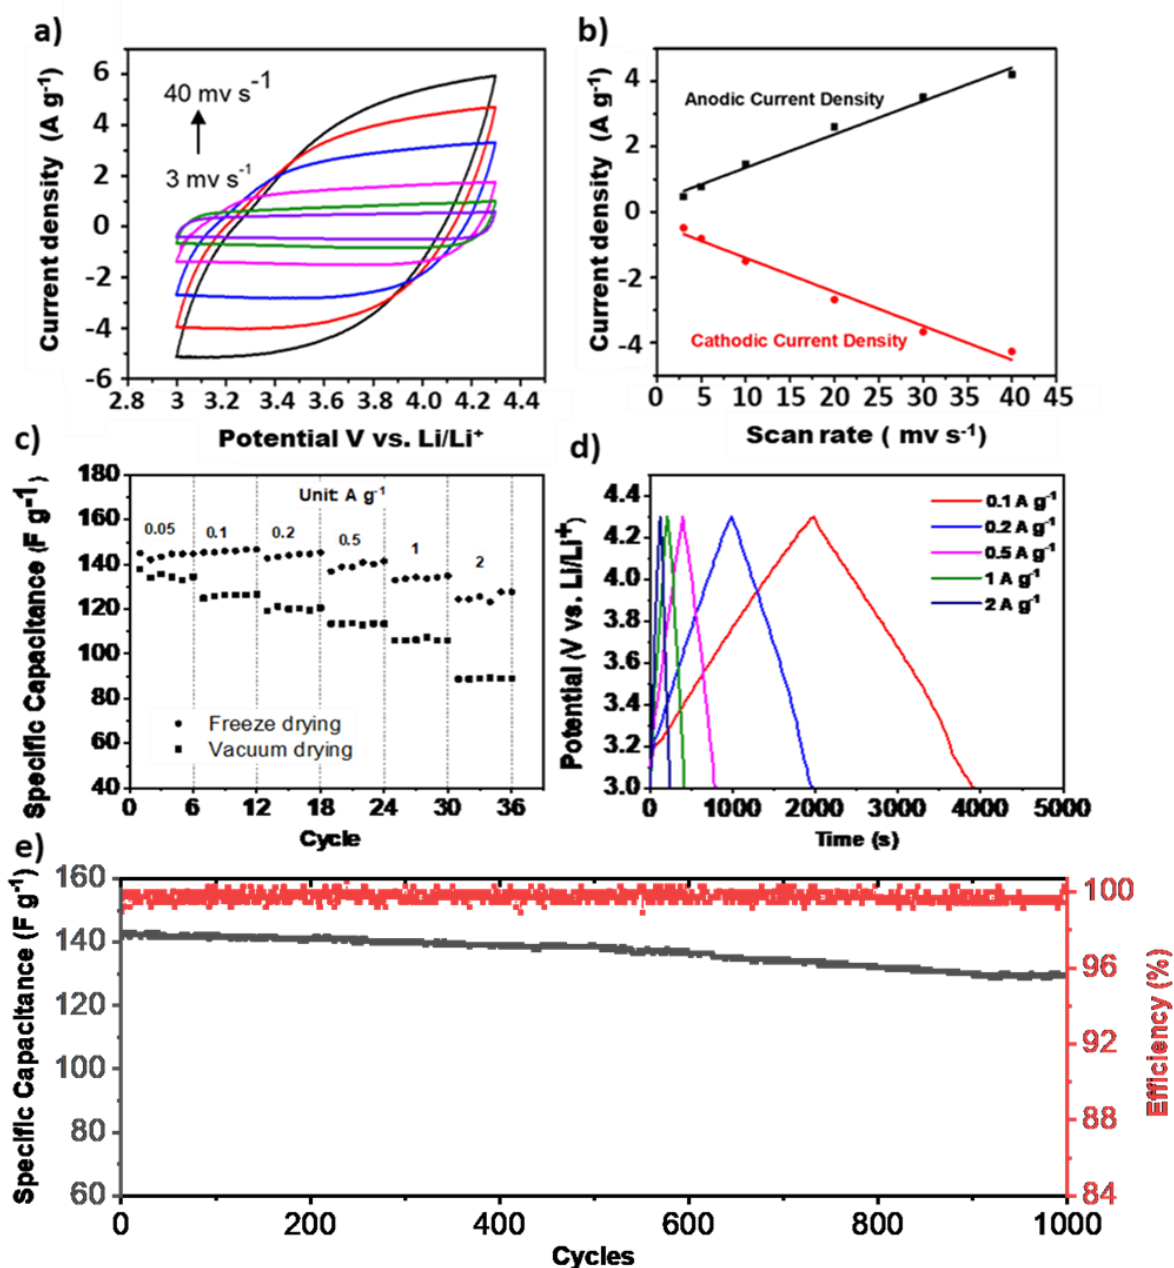 a)
Current density (A g-1)
6
4
2
0
-2
-4
-6
40 mv s-1
3 mv s-1
2.8 3 3.2 3.4 3.6 3.8 4 4.2 4.4
Potential V vs. Li/Li+
b)
Current density (A g-1)
4
2
0
-2
-4
Anodic Current Density
Cathodic Current Density
0 5 10 15 20 25 30 35 40 45
Scan rate ( mv s-1)
c)
Specific Capacitance (F g-1)
180
160
140
120
100
80
60
40
Unit: A g-1
0.05 0.1 0.2 0.5 1 2
Freeze drying
Vacuum drying
0 6 12 18 24 30 36
Cycle
d)
Potential (V vs. Li/Li+)
4.4
4.2
4.0
3.8
3.6
3.4
3.2
3.0
0.1 A g-1
0.2 A g-1
0.5 A g-1
1 A g-1
2 A g-1
0 1000 2000 3000 4000 5000
Time (s)
e)
Specific Capacitance (F g-1)
160
140
120
100
80
60
100
96
92
88
84
Efficiency (%)
0 200 400 600 800 1000
Cycles